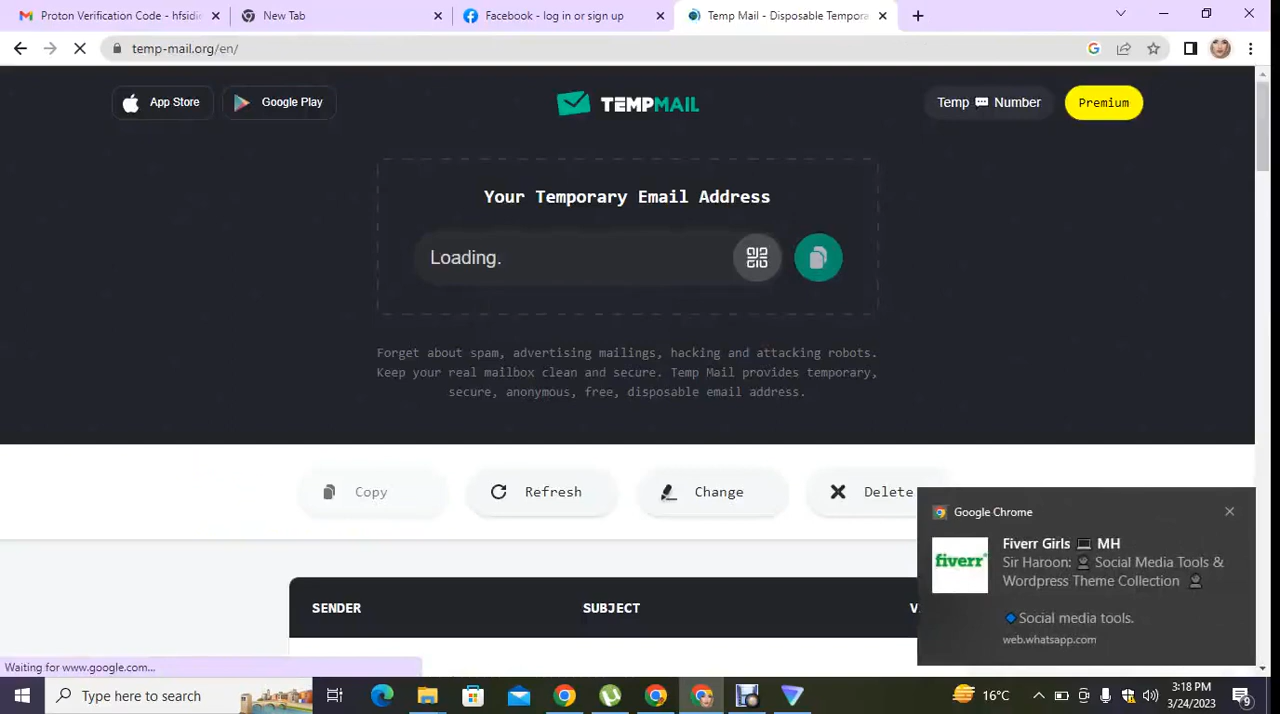 Proton Verification Code - hfsidi
New Tab
Facebook - log in or sign up
Temp Mail - Disposable Tempora
temp-mail.org/en/
App Store
Google Play
TEMPMAIL
Temp Number
Premium
Your Temporary Email Address
Loading.
Forget about spam, advertising mailings, hacking and attacking robots.
Keep your real mailbox clean and secure. Temp Mail provides temporary,
secure, anonymous, free, disposable email address.
Copy
Refresh
Change
Delete
SENDER
SUBJECT
Google Chrome
fiverr
Fiverr Girls 💻 MH
Sir Haroon: 👤 Social Media Tools &
Wordpress Theme Collection 👤
🔷Social media tools.
web.whatsapp.com
Waiting for www.google.com...
Type here to search
16°C
3:18 PM
3/24/2023
9